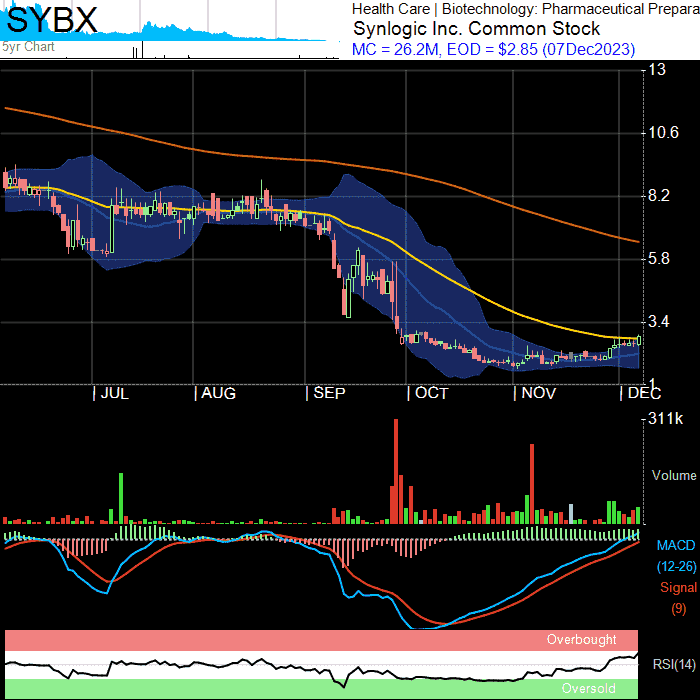 SYBX
5yr Chart
Health Care | Biotechnology: Pharmaceutical Prepara
Synlogic Inc. Common Stock
MC = 26.2M, EOD = $2.85 (07Dec2023)
13
10.6
8.2
5.8
3.4
1
| JUL | AUG | SEP | OCT | NOV | DEC
311k
Volume
MACD
(12-26)
Signal
(9)
Overbought
RSI(14)
Oversold